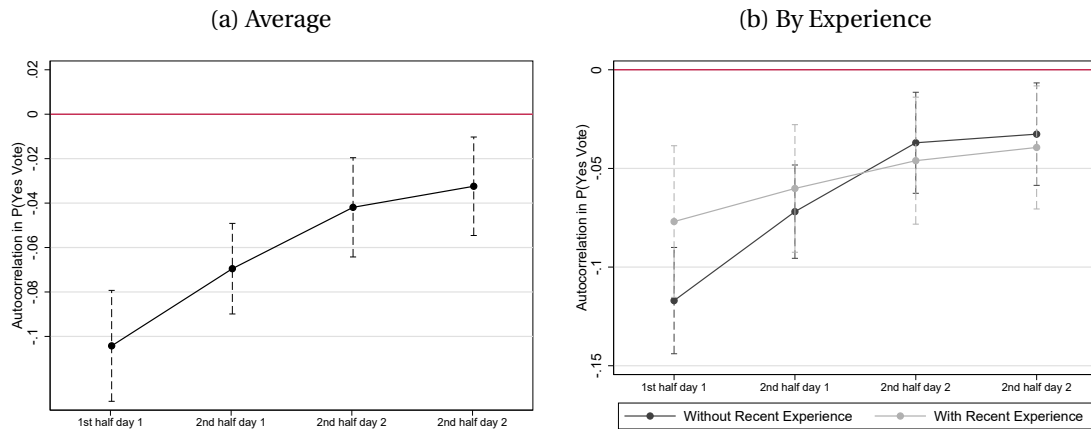 (a) Average
Autocorrelation in P(Yes Vote)
.02
0
-.02
-.04
-.06
-.08
-.1
1st half day 1
2nd half day 1
2nd half day 2
2nd half day 2
(b) By Experience
Autocorrelation in P(Yes Vote)
0
-.05
-.1
-.15
1st half day 1
2nd half day 1
2nd half day 2
2nd half day 2
Without Recent Experience
With Recent Experience